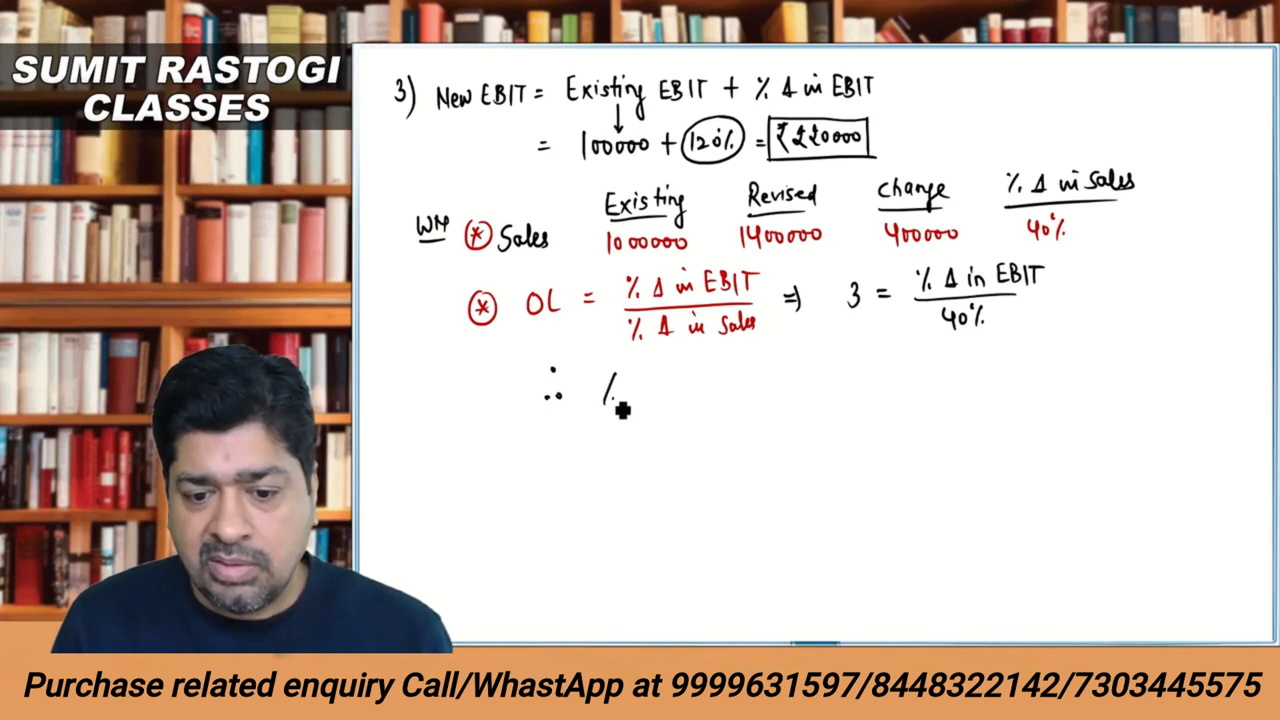 SUMIT RASTOGI
CLASSES
3) New EBIT = Existing EBIT + % Δ in EBIT
= 100000 + 120% = ₹220000
Existing Revised Change % Δ in Sales
WN * Sales 1000000 1400000 400000 40%
* OL = % Δ in EBIT / % Δ in Sales ⇒ 3 = % Δ in EBIT / 40%
∴ %
Purchase related enquiry Call/WhastApp at 9999631597/8448322142/7303445575